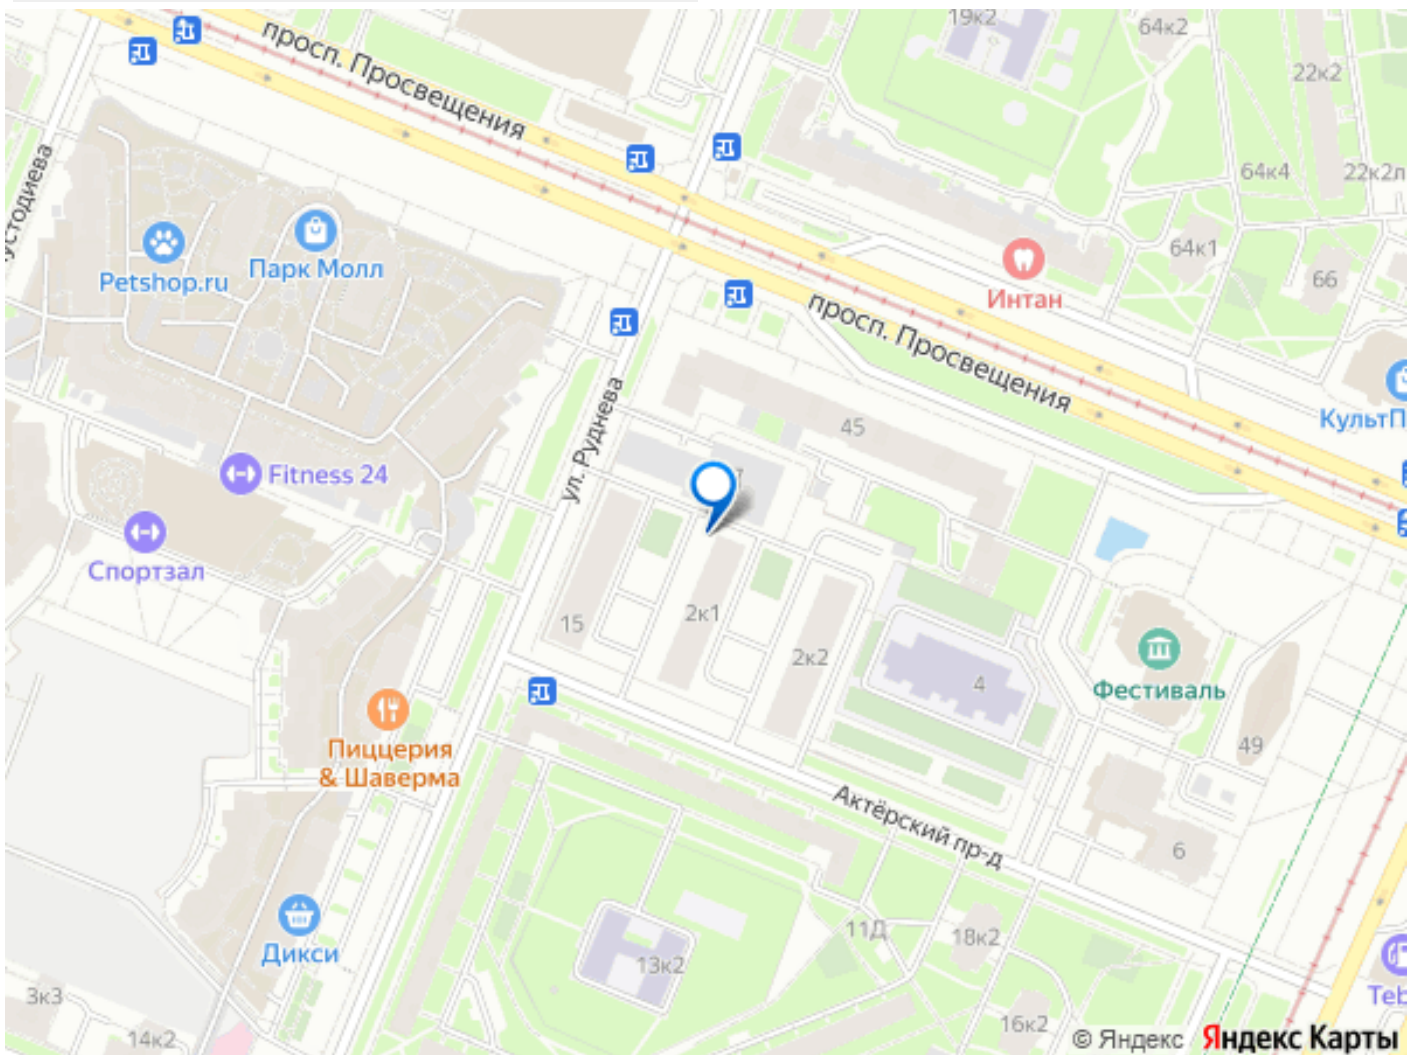 19к2
64к2
просп. Просвещения
22к2
64к4
22к2л
64к1
66
Petshop.ru
Парк Молл
Интан
просп. Просвещения
КультП
ул. Руднева
45
Fitness 24
7
Спортзал
15
2к1
2к2
4
Фестиваль
49
Пиццерия
& Шаверма
Актёрский пр-д
6
Дикси
11Д
18к2
13к2
3к3
14к2
16к2
Teb
© Яндекс Яндекс Карты